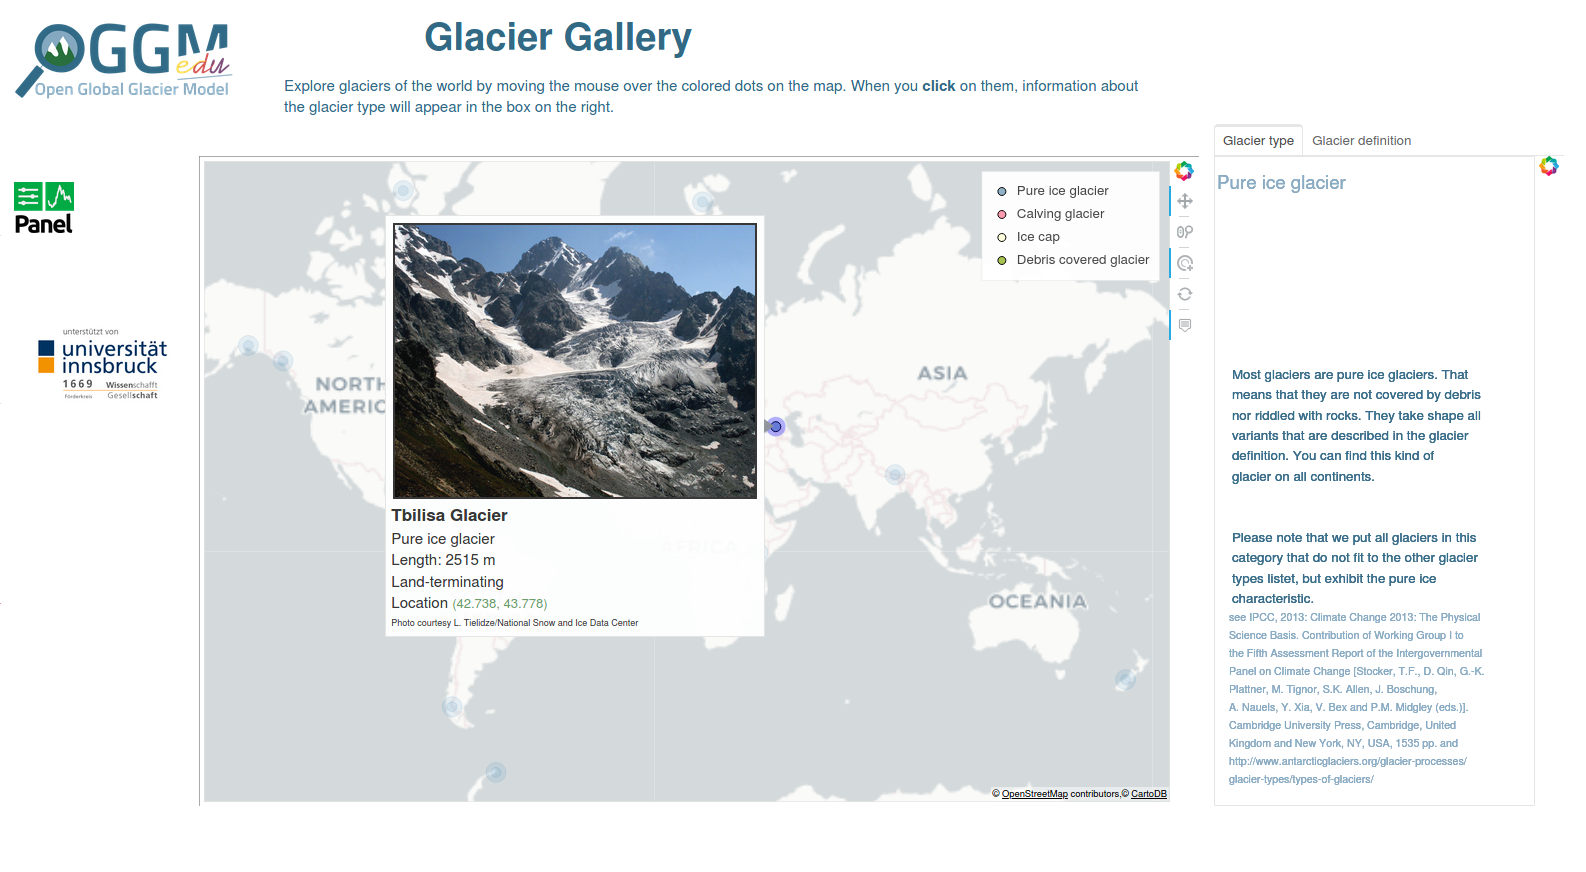 OGGM
edu
Open Global Glacier Model
Glacier Gallery
Explore glaciers of the world by moving the mouse over the colored dots on the map. When you click on them, information about
the glacier type will appear in the box on the right.
Panel
unterstützt von
universität
innsbruck
1669 Wissenschafft
Förderkreis Gesellschaft
Pure ice glacier
Calving glacier
Ice cap
Debris covered glacier
NORTH
AMERIC
ASIA
AFRICA
OCEANIA
Tbilisa Glacier
Pure ice glacier
Length: 2515 m
Land-terminating
Location (42.738, 43.778)
Photo courtesy L. Tielidze/National Snow and Ice Data Center
© OpenStreetMap contributors,© CartoDB
Glacier type Glacier definition
Pure ice glacier
Most glaciers are pure ice glaciers. That
means that they are not covered by debris
nor riddled with rocks. They take shape all
variants that are described in the glacier
definition. You can find this kind of
glacier on all continents.
Please note that we put all glaciers in this
category that do not fit to the other glacier
types listet, but exhibit the pure ice
characteristic.
see IPCC, 2013: Climate Change 2013: The Physical
Science Basis. Contribution of Working Group I to
the Fifth Assessment Report of the Intergovernmental
Panel on Climate Change [Stocker, T.F., D. Qin, G.-K.
Plattner, M. Tignor, S.K. Allen, J. Boschung,
A. Nauels, Y. Xia, V. Bex and P.M. Midgley (eds.)].
Cambridge University Press, Cambridge, United
Kingdom and New York, NY, USA, 1535 pp. and
http://www.antarcticglaciers.org/glacier-processes/
glacier-types/types-of-glaciers/